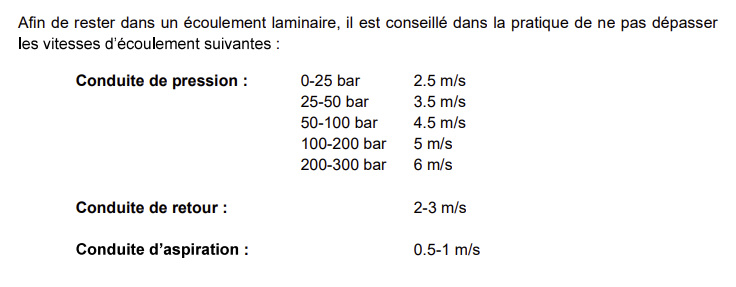 Afin de rester dans un écoulement laminaire, il est conseillé dans la pratique de ne pas dépasser
les vitesses d'écoulement suivantes :
Conduite de pression : 0-25 bar 2.5 m/s
25-50 bar 3.5 m/s
50-100 bar 4.5 m/s
100-200 bar 5 m/s
200-300 bar 6 m/s
Conduite de retour : 2-3 m/s
Conduite d'aspiration : 0.5-1 m/s